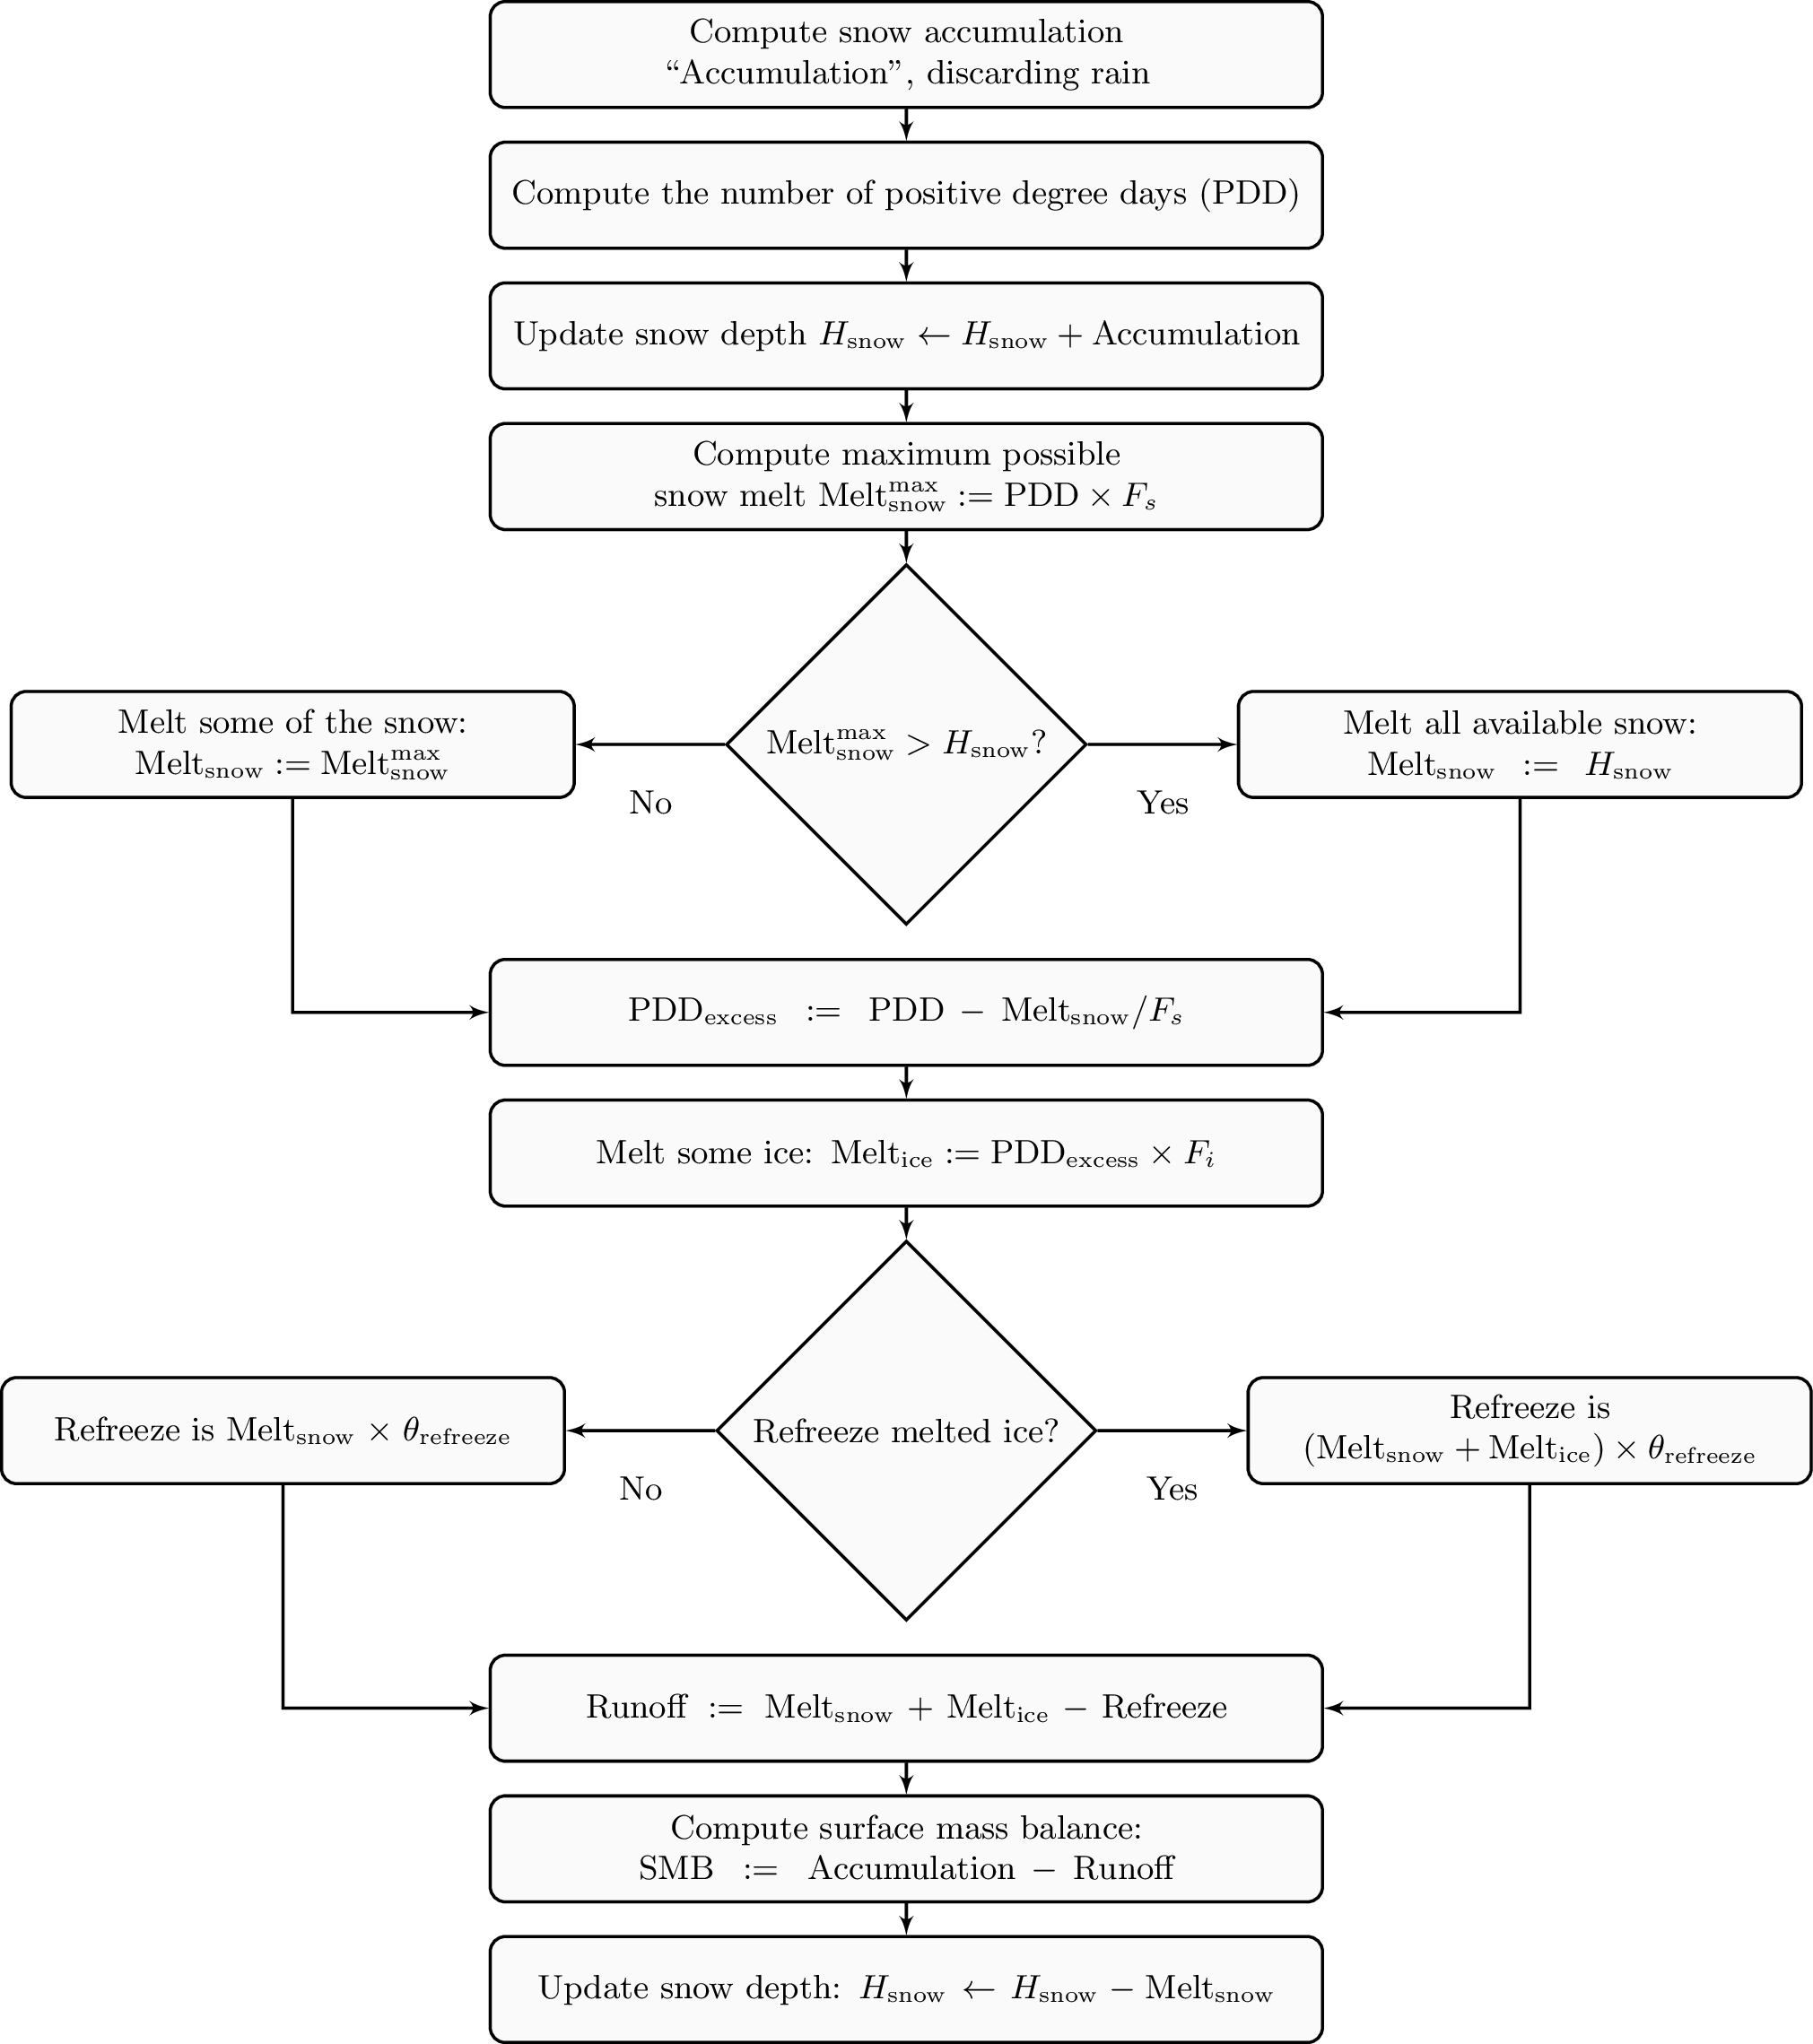 Compute snow accumulation
“Accumulation”, discarding rain
Compute the number of positive degree days (PDD)
Update snow depth $H_{\text{snow}} \leftarrow H_{\text{snow}} + \text{Accumulation}$
Compute maximum possible
snow melt $\text{Melt}_{\text{snow}}^{\text{max}} := \text{PDD} \times F_s$
$\text{Melt}_{\text{snow}}^{\text{max}} > H_{\text{snow}}$?
No
Yes
Melt some of the snow:
$\text{Melt}_{\text{snow}} := \text{Melt}_{\text{snow}}^{\text{max}}$
Melt all available snow:
$\text{Melt}_{\text{snow}} := H_{\text{snow}}$
$\text{PDD}_{\text{excess}} := \text{PDD} - \text{Melt}_{\text{snow}}/F_s$
Melt some ice: $\text{Melt}_{\text{ice}} := \text{PDD}_{\text{excess}} \times F_i$
Refreeze melted ice?
No
Yes
Refreeze is $\text{Melt}_{\text{snow}} \times \theta_{\text{refreeze}}$
Refreeze is
$(\text{Melt}_{\text{snow}} + \text{Melt}_{\text{ice}}) \times \theta_{\text{refreeze}}$
Runoff $:= \text{Melt}_{\text{snow}} + \text{Melt}_{\text{ice}} - \text{Refreeze}$
Compute surface mass balance:
SMB $:=$ Accumulation $-$ Runoff
Update snow depth: $H_{\text{snow}} \leftarrow H_{\text{snow}} - \text{Melt}_{\text{snow}}$